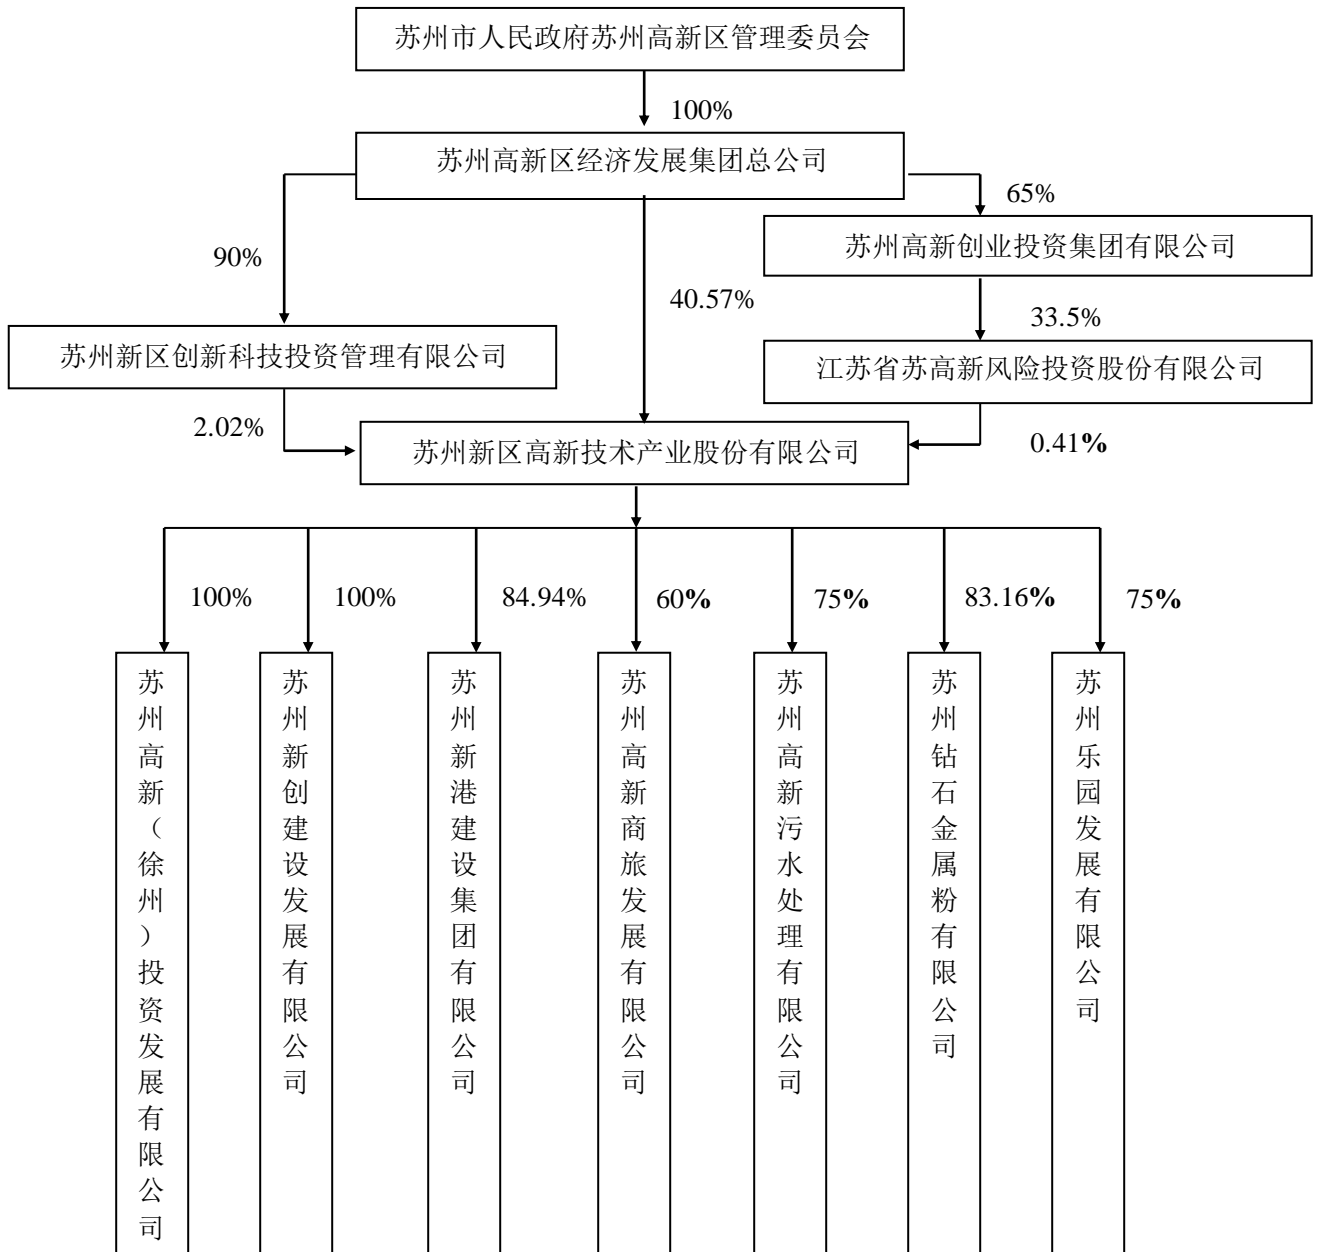 苏州市人民政府苏州高新区管理委员会
100%
苏州高新区经济发展集团总公司
65%
苏州高新创业投资集团有限公司
90%
40.57%
33.5%
苏州新区创新科技投资管理有限公司
江苏省苏高新风险投资股份有限公司
2.02%
0.41%
苏州新区高新技术产业股份有限公司
100%
100%
84.94%
60%
75%
83.16%
75%
苏州高新（徐州）投资发展有限公司
苏州新创建设发展有限公司
苏州新港建设集团有限公司
苏州高新商旅发展有限公司
苏州高新污水处理有限公司
苏州钻石金属粉有限公司
苏州乐园发展有限公司